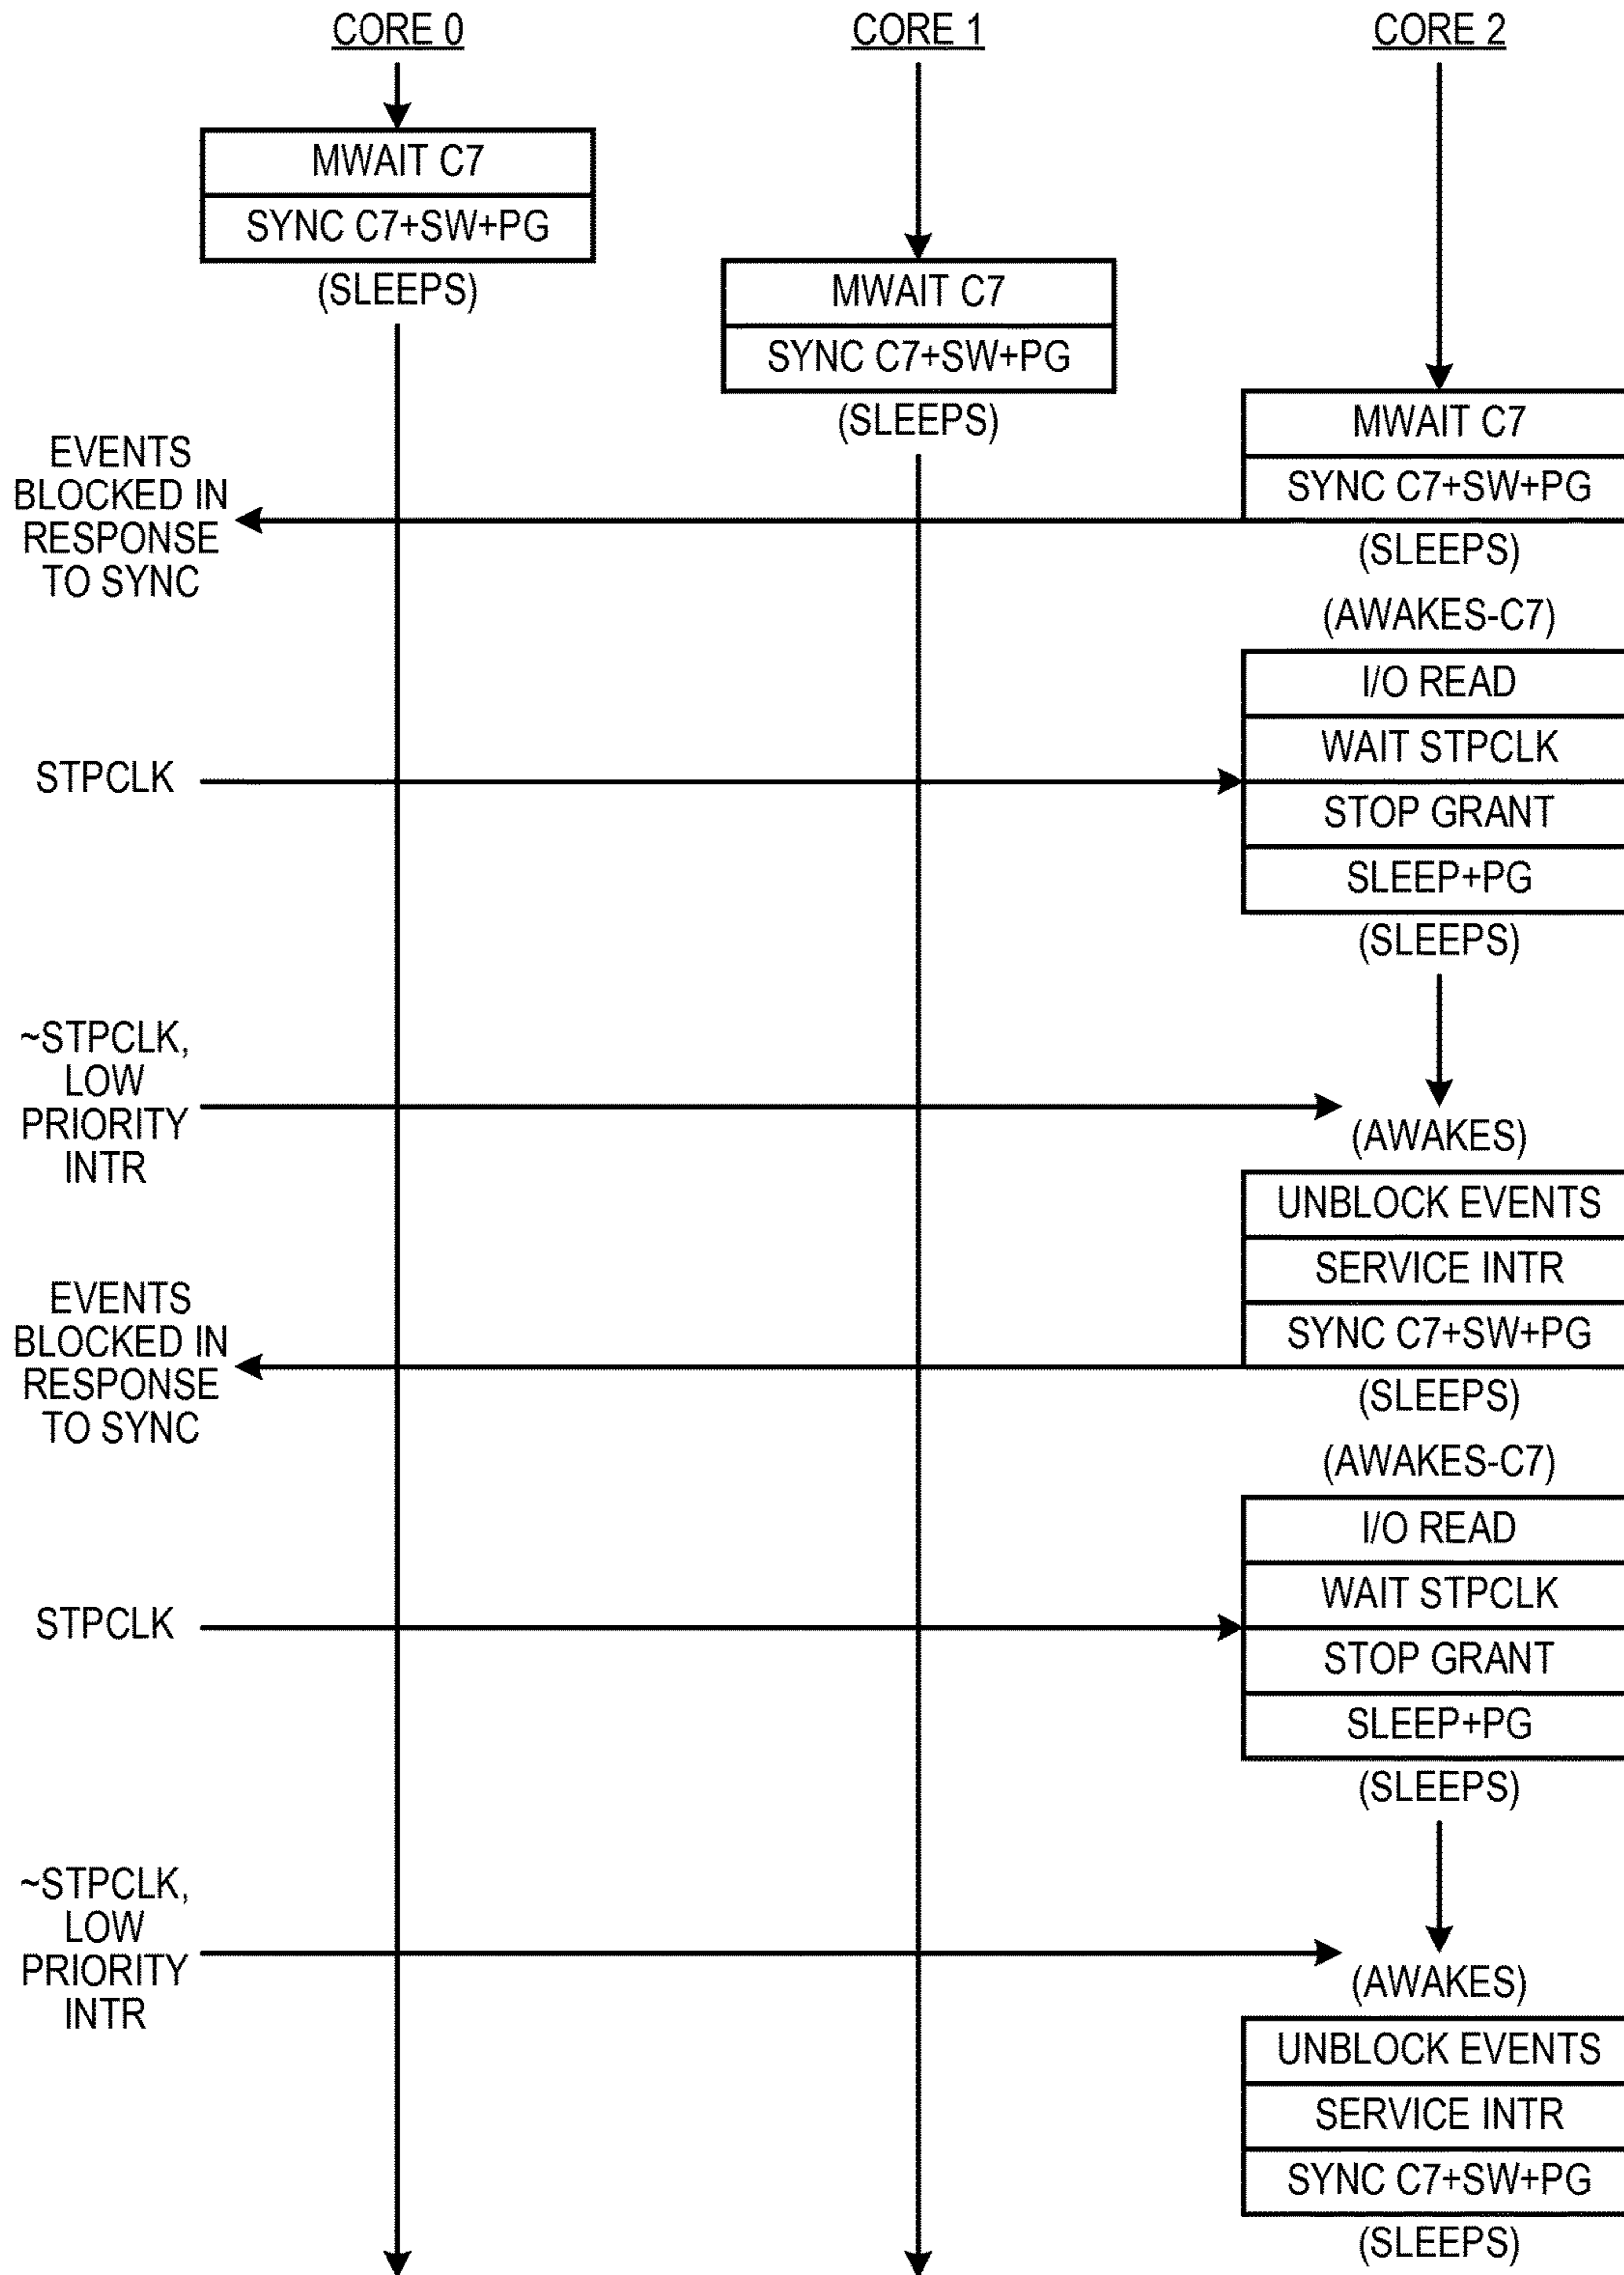 CORE 0
CORE 1
CORE 2
MWAIT C7
SYNC C7+SW+PG
(SLEEPS)
MWAIT C7
SYNC C7+SW+PG
(SLEEPS)
MWAIT C7
SYNC C7+SW+PG
(SLEEPS)
EVENTS
BLOCKED IN
RESPONSE
TO SYNC
(AWAKES-C7)
I/O READ
WAIT STPCLK
STPCLK
STOP GRANT
SLEEP+PG
(SLEEPS)
~STPCLK,
LOW
PRIORITY
INTR
(AWAKES)
UNBLOCK EVENTS
SERVICE INTR
SYNC C7+SW+PG
(SLEEPS)
EVENTS
BLOCKED IN
RESPONSE
TO SYNC
(AWAKES-C7)
I/O READ
WAIT STPCLK
STPCLK
STOP GRANT
SLEEP+PG
(SLEEPS)
~STPCLK,
LOW
PRIORITY
INTR
(AWAKES)
UNBLOCK EVENTS
SERVICE INTR
SYNC C7+SW+PG
(SLEEPS)